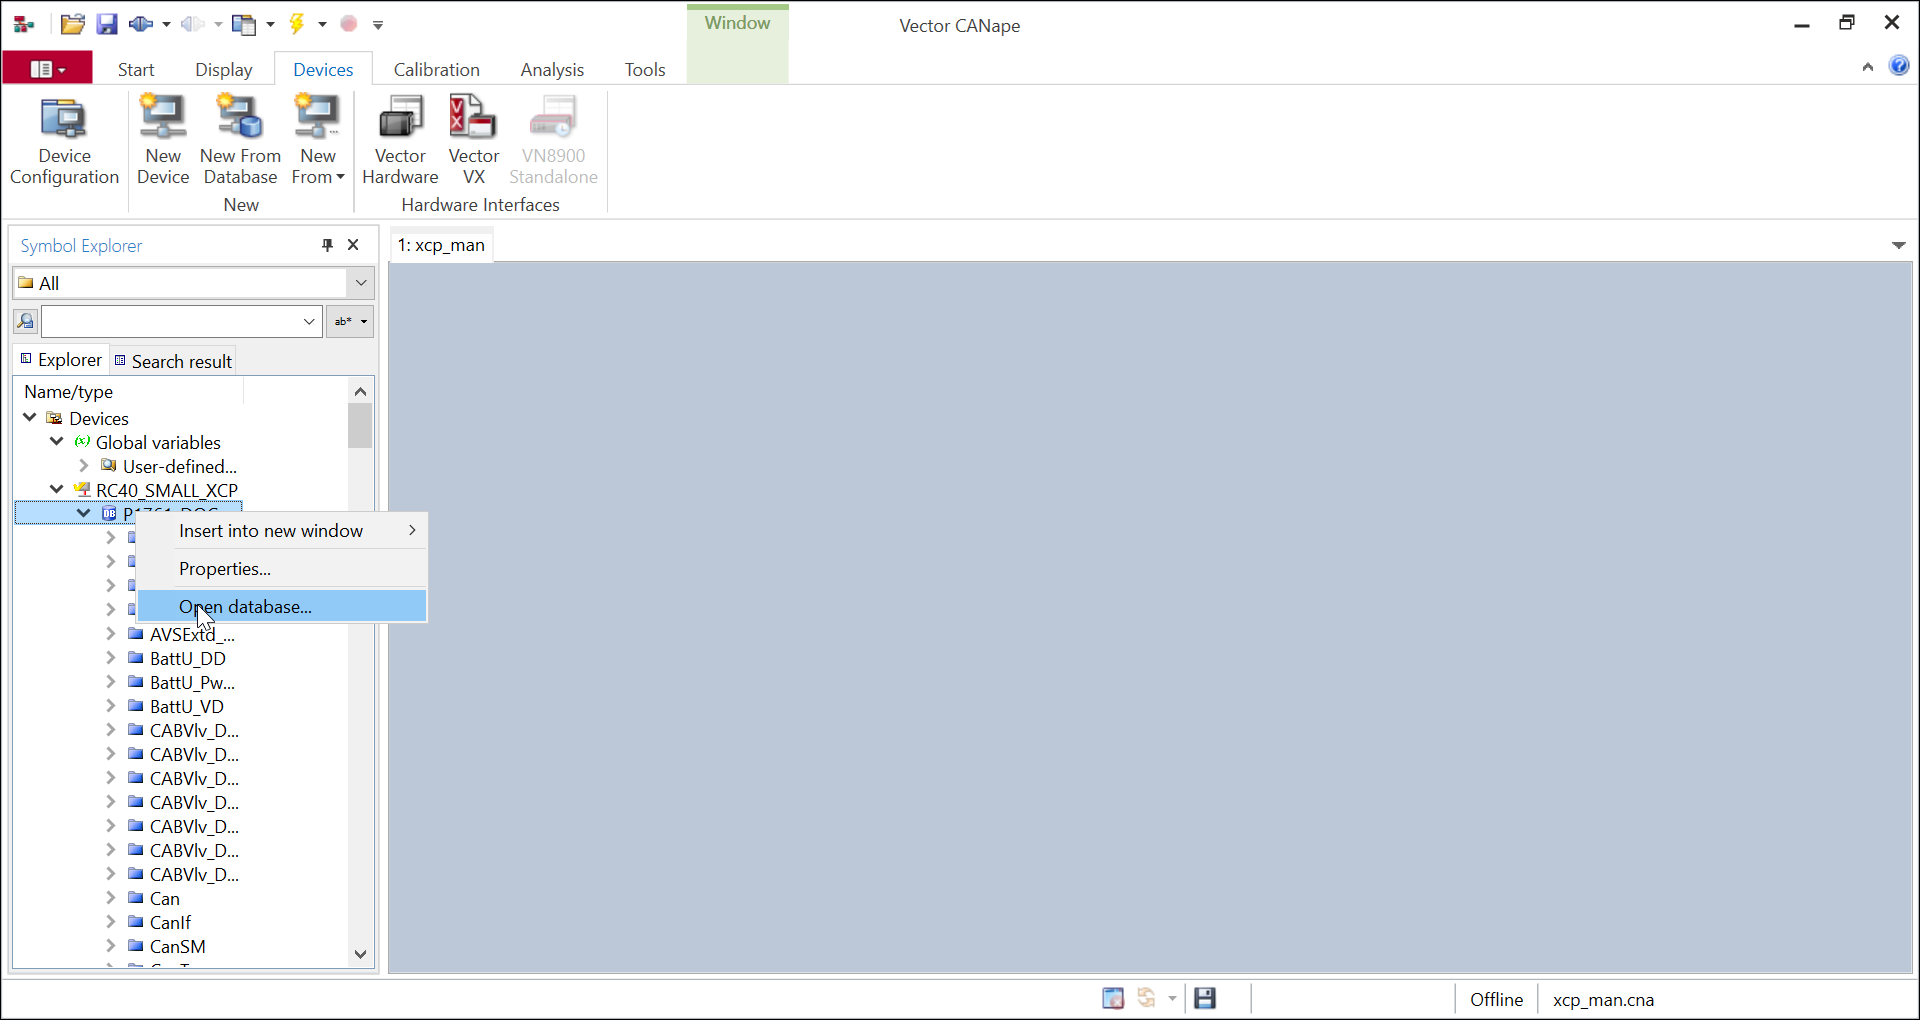 Window
Vector CANape
Start
Display
Devices
Calibration
Analysis
Tools
Device
Configuration
New
Device
New From
Database
New
From
Vector
Hardware
Vector
VX
VN8900
Standalone
New
Hardware Interfaces
Symbol Explorer
1: xcp_man
All
ab*
Explorer
Search result
Name/type
Devices
Global variables
User-defined...
RC40_SMALL_XCP
Insert into new window
Properties...
Open database...
AVSExtd_...
BattU_DD
BattU_Pw...
BattU_VD
CABVlv_D...
CABVlv_D...
CABVlv_D...
CABVlv_D...
CABVlv_D...
CABVlv_D...
CABVlv_D...
Can
CanIf
CanSM
Offline
xcp_man.cna